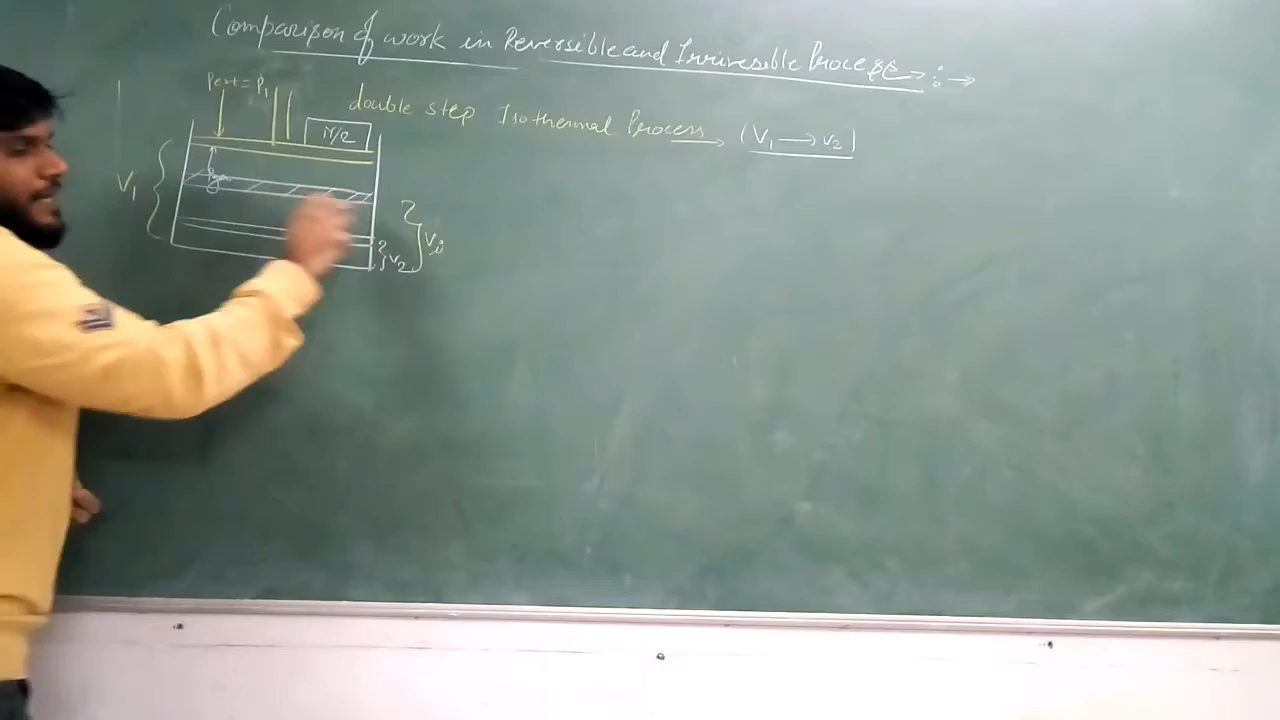 Comparison of work in Reversible and Irriversible Process :→
Pext = P1
double step Isothermal Process → (V1 → V2)
W/2
V1
Vi
V2